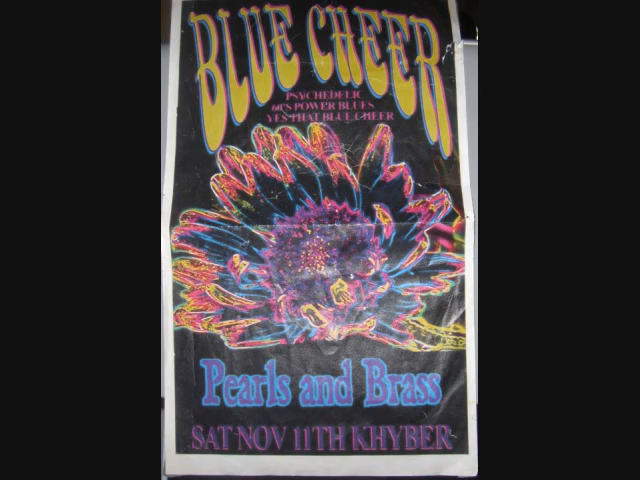 BLUE CHEER
PSYCHEDELIC
60'S POWER BLUES
YES THAT BLUE CHEER
Pearls and Brass
SAT NOV 11TH KHYBER